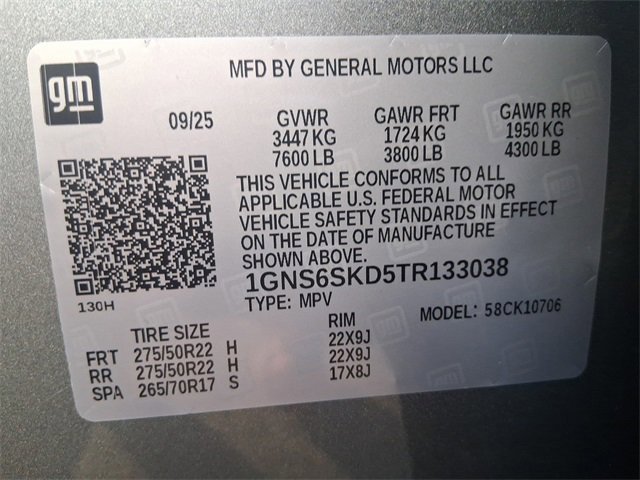 gm
MFD BY GENERAL MOTORS LLC
09/25 GVWR GAWR FRT GAWR RR
3447 KG 1724 KG 1950 KG
7600 LB 3800 LB 4300 LB
THIS VEHICLE CONFORMS TO ALL
APPLICABLE U.S. FEDERAL MOTOR
VEHICLE SAFETY STANDARDS IN EFFECT
ON THE DATE OF MANUFACTURE
SHOWN ABOVE.
1GNS6SKD5TR133038
130H
TYPE: MPV MODEL: 58CK10706
TIRE SIZE RIM
FRT 275/50R22 H 22X9J
RR 275/50R22 H 22X9J
SPA 265/70R17 S 17X8J